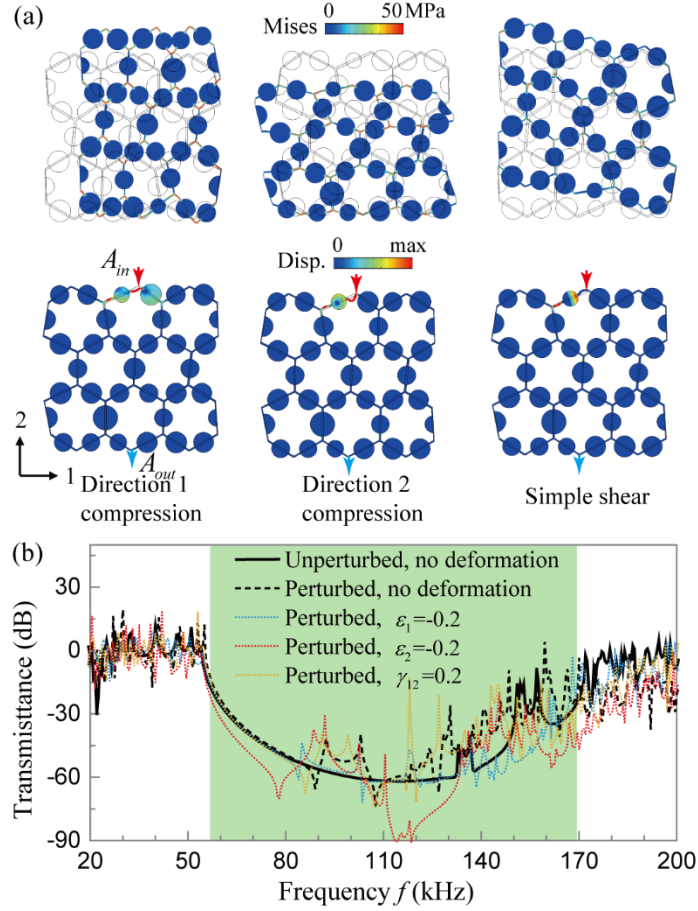 (a)
Mises 0 50 MPa
A_in
Disp. 0 max
2
1
A_out
Direction 1 compression
Direction 2 compression
Simple shear
(b)
Transmisttance (dB)
50
0
-30
-60
-90
Unperturbed, no deformation
Perturbed, no deformation
Perturbed, ε₁=-0.2
Perturbed, ε₂=-0.2
Perturbed, γ₁₂=0.2
20 50 80 110 140 170 200
Frequency f (kHz)